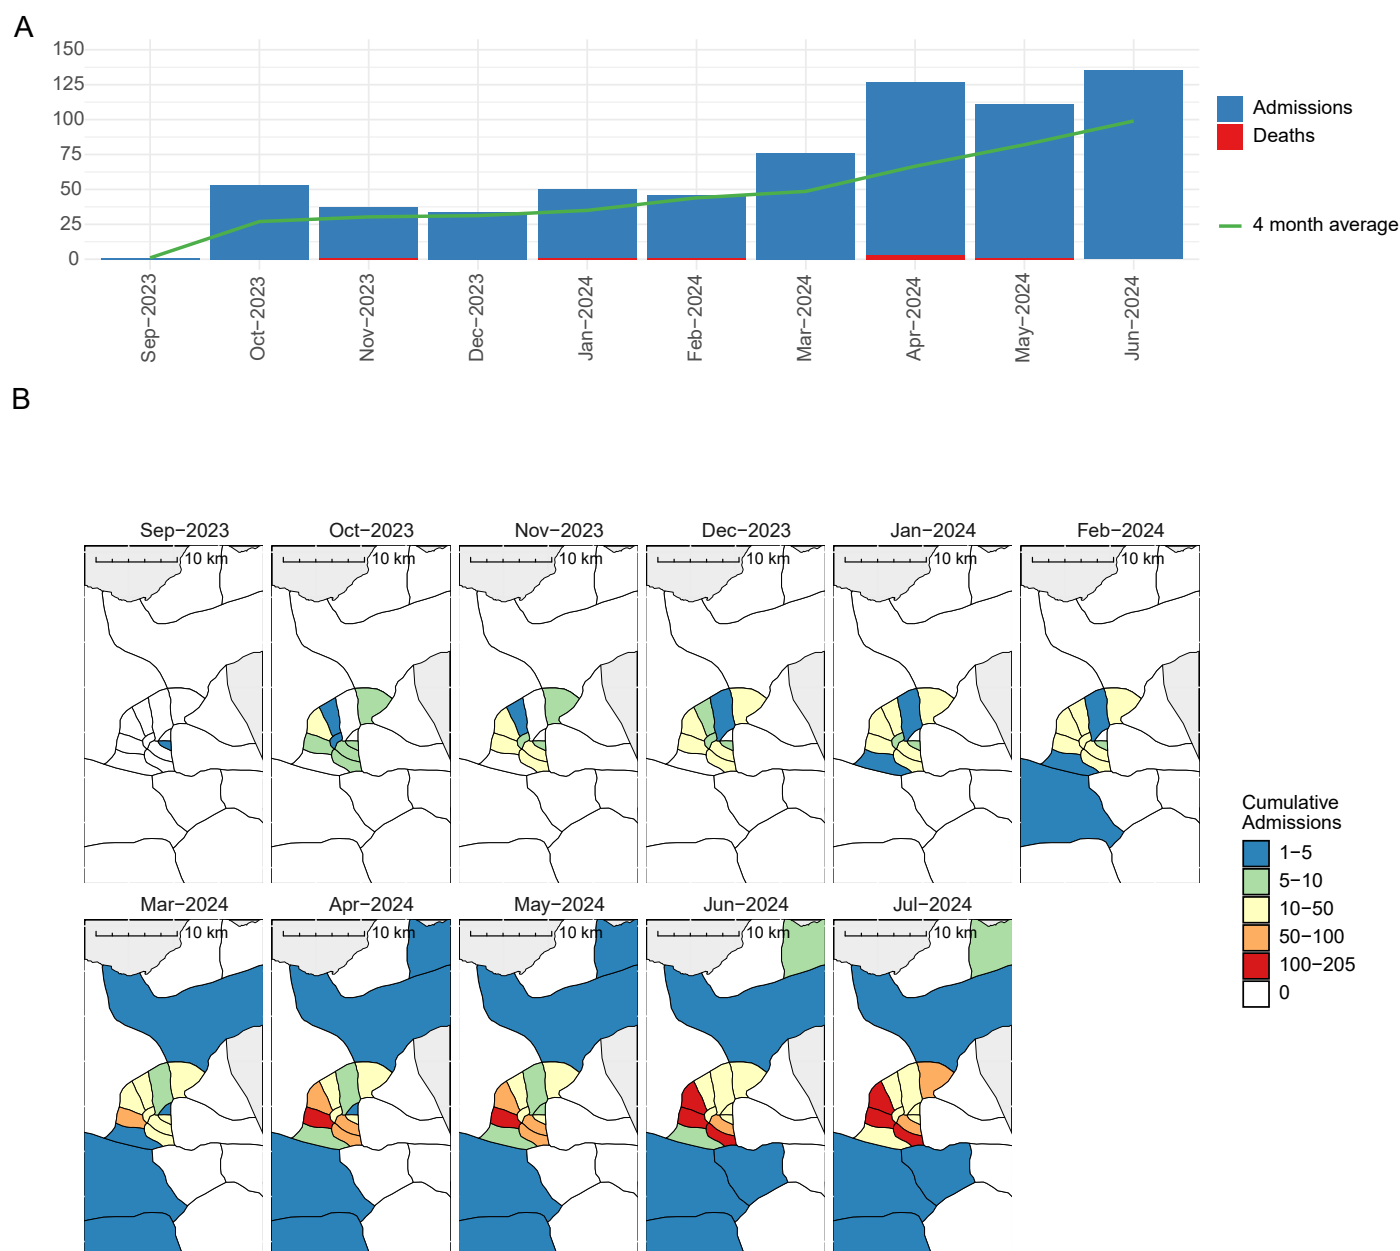 A
150
125
100
75
50
25
0
Sep−2023
Oct−2023
Nov−2023
Dec−2023
Jan−2024
Feb−2024
Mar−2024
Apr−2024
May−2024
Jun−2024
Admissions
Deaths
4 month average
B
Sep−2023
Oct−2023
Nov−2023
Dec−2023
Jan−2024
Feb−2024
10 km
10 km
10 km
10 km
10 km
10 km
Mar−2024
Apr−2024
May−2024
Jun−2024
Jul−2024
10 km
10 km
10 km
10 km
10 km
Cumulative
Admissions
1−5
5−10
10−50
50−100
100−205
0